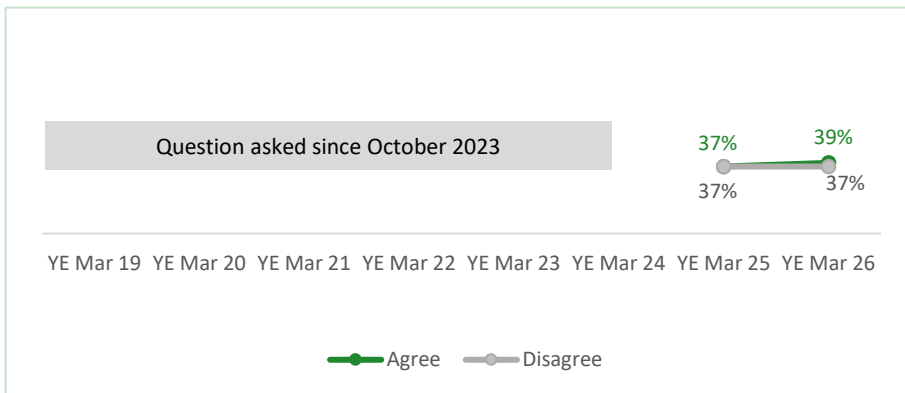 Question asked since October 2023
37%
39%
37%
37%
YE Mar 19 YE Mar 20 YE Mar 21 YE Mar 22 YE Mar 23 YE Mar 24 YE Mar 25 YE Mar 26
Agree Disagree